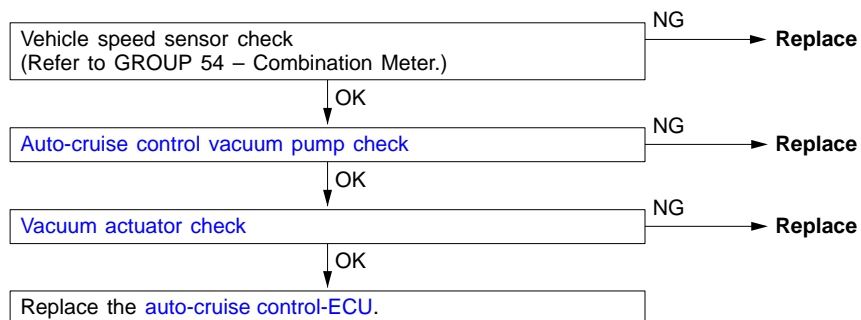 Vehicle speed sensor check
(Refer to GROUP 54 – Combination Meter.)
NG
Replace
OK
Auto-cruise control vacuum pump check
NG
Replace
OK
Vacuum actuator check
NG
Replace
OK
Replace the auto-cruise control-ECU.